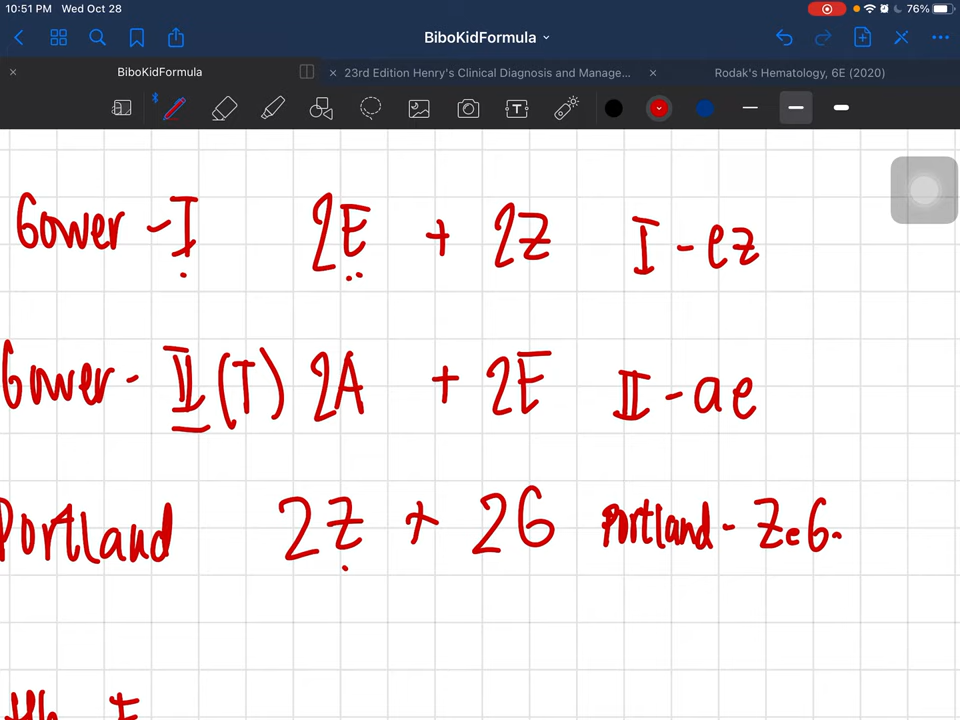 10:51 PM Wed Oct 28 76%
BiboKidFormula
BiboKidFormula 23rd Edition Henry's Clinical Diagnosis and Manage... Rodak's Hematology, 6E (2020)
Gower - I 2E + 2Z I - ez
Gower - II (T) 2A + 2E II - ae
Portland 2Z + 2G Portland - ZeG.